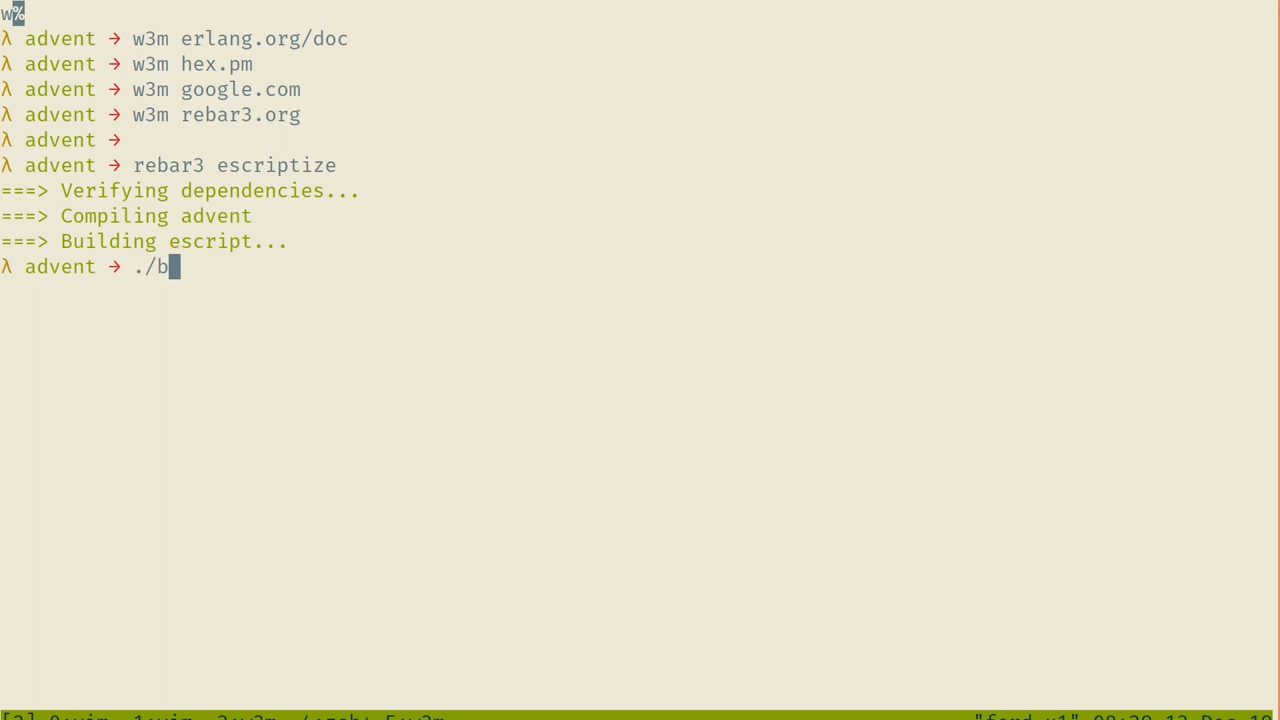 w%
λ advent → w3m erlang.org/doc
λ advent → w3m hex.pm
λ advent → w3m google.com
λ advent → w3m rebar3.org
λ advent →
λ advent → rebar3 escriptize
===> Verifying dependencies...
===> Compiling advent
===> Building escript...
λ advent → ./b